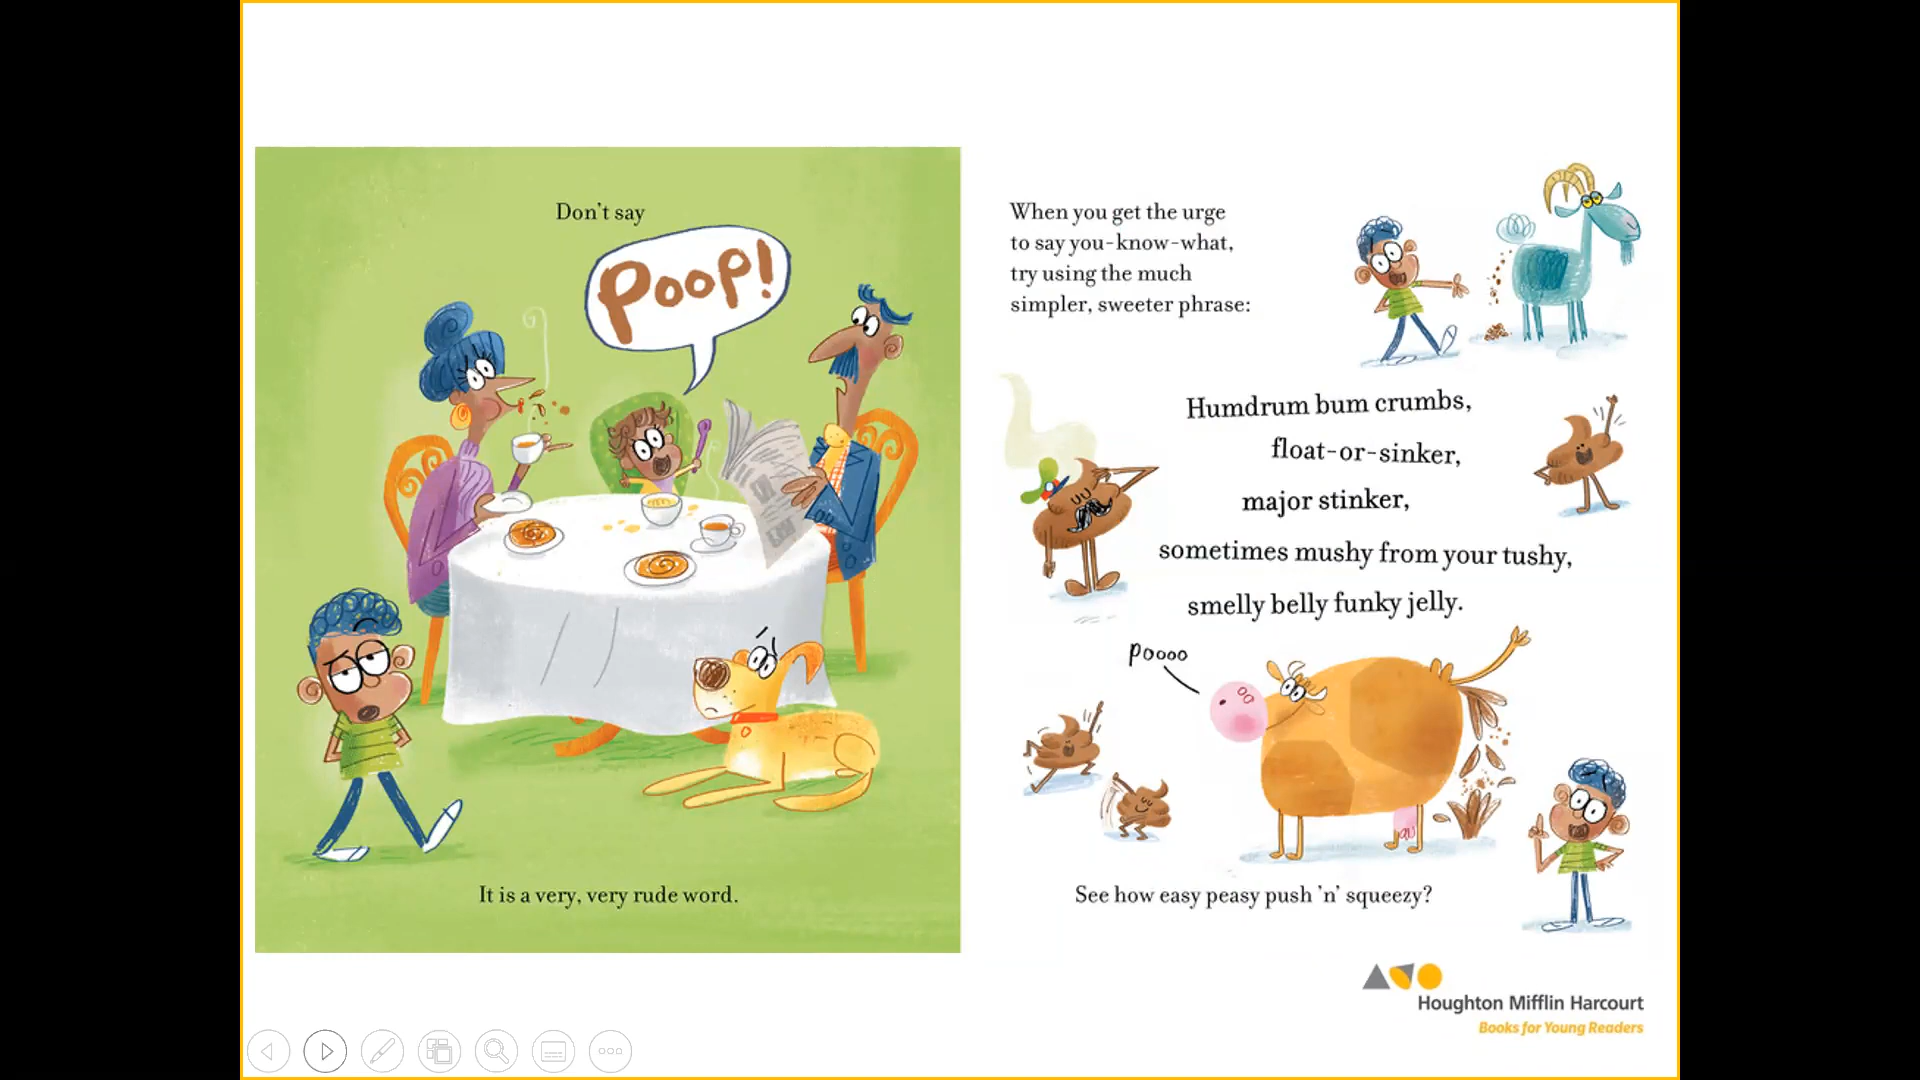 Don't say
Poop!
It is a very, very rude word.
When you get the urge
to say you-know-what,
try using the much
simpler, sweeter phrase:
Humdrum bum crumbs,
float-or-sinker,
major stinker,
sometimes mushy from your tushy,
smelly belly funky jelly.
Poooo
See how easy peasy push 'n' squeezy?
Houghton Mifflin Harcourt
Books for Young Readers